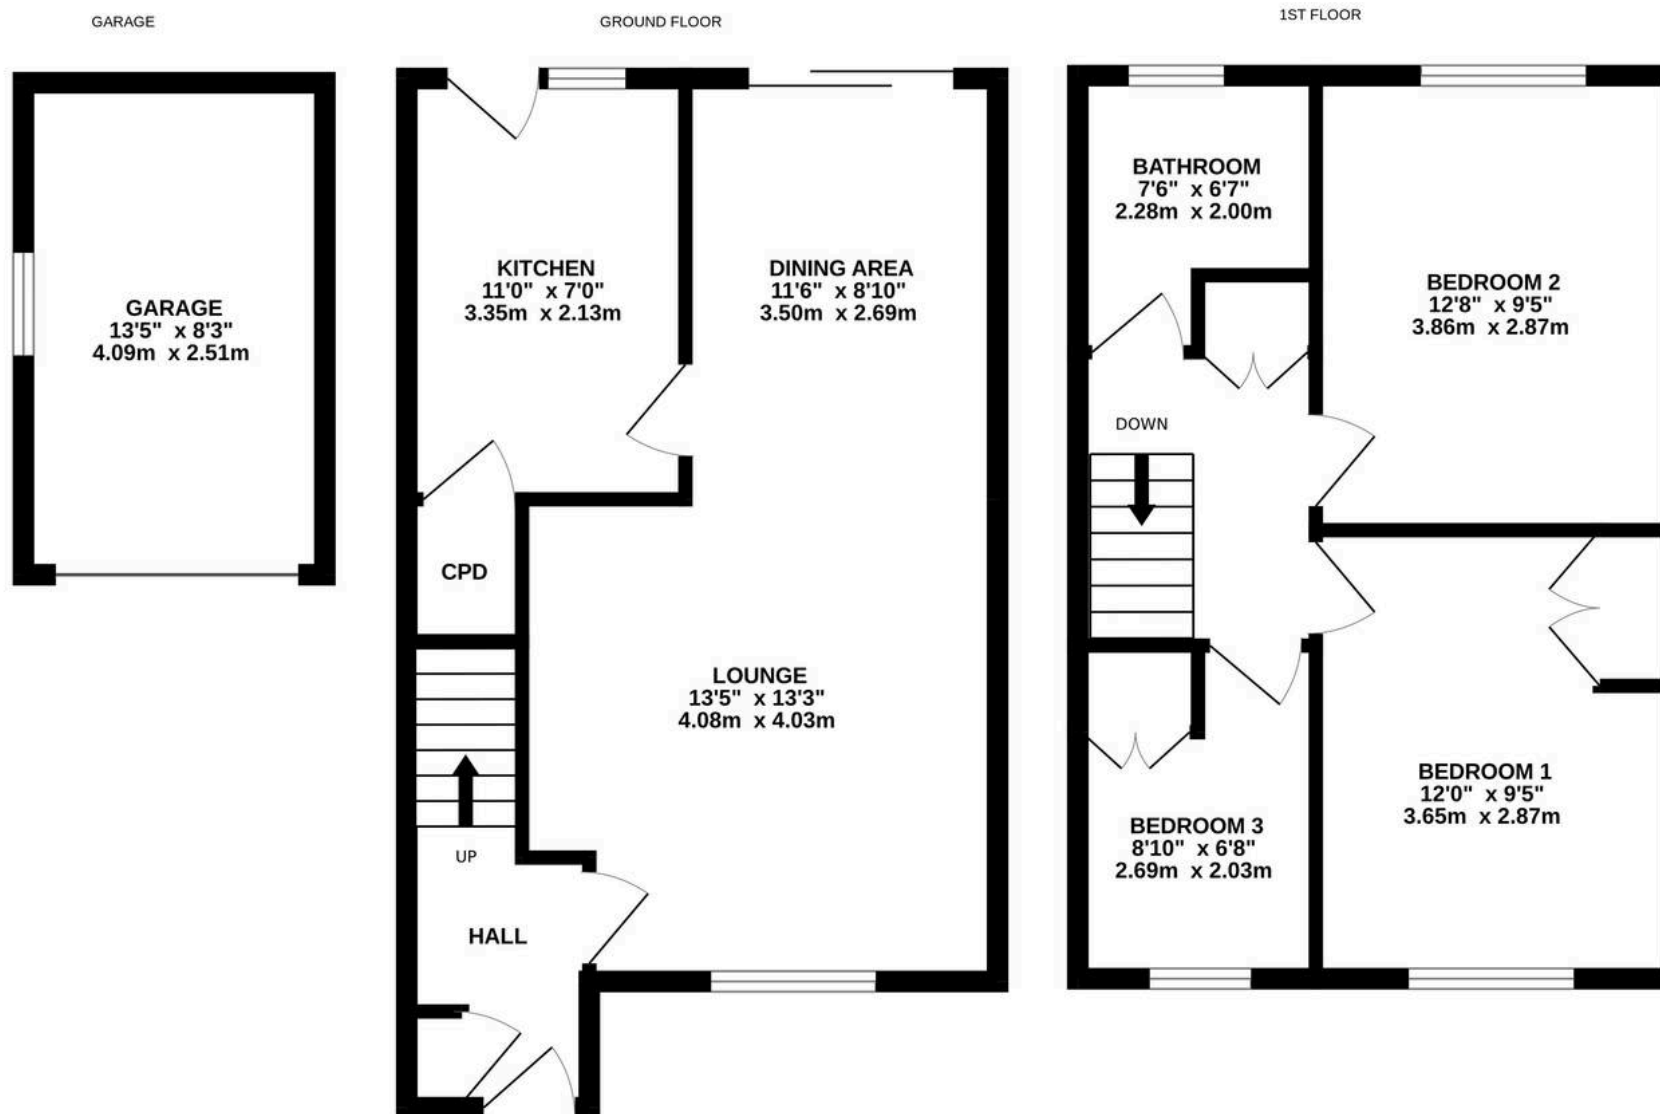 GARAGE
GROUND FLOOR
1ST FLOOR
GARAGE
13'5" x 8'3"
4.09m x 2.51m
KITCHEN
11'0" x 7'0"
3.35m x 2.13m
DINING AREA
11'6" x 8'10"
3.50m x 2.69m
CPD
LOUNGE
13'5" x 13'3"
4.08m x 4.03m
UP
HALL
BATHROOM
7'6" x 6'7"
2.28m x 2.00m
BEDROOM 2
12'8" x 9'5"
3.86m x 2.87m
DOWN
BEDROOM 1
12'0" x 9'5"
3.65m x 2.87m
BEDROOM 3
8'10" x 6'8"
2.69m x 2.03m